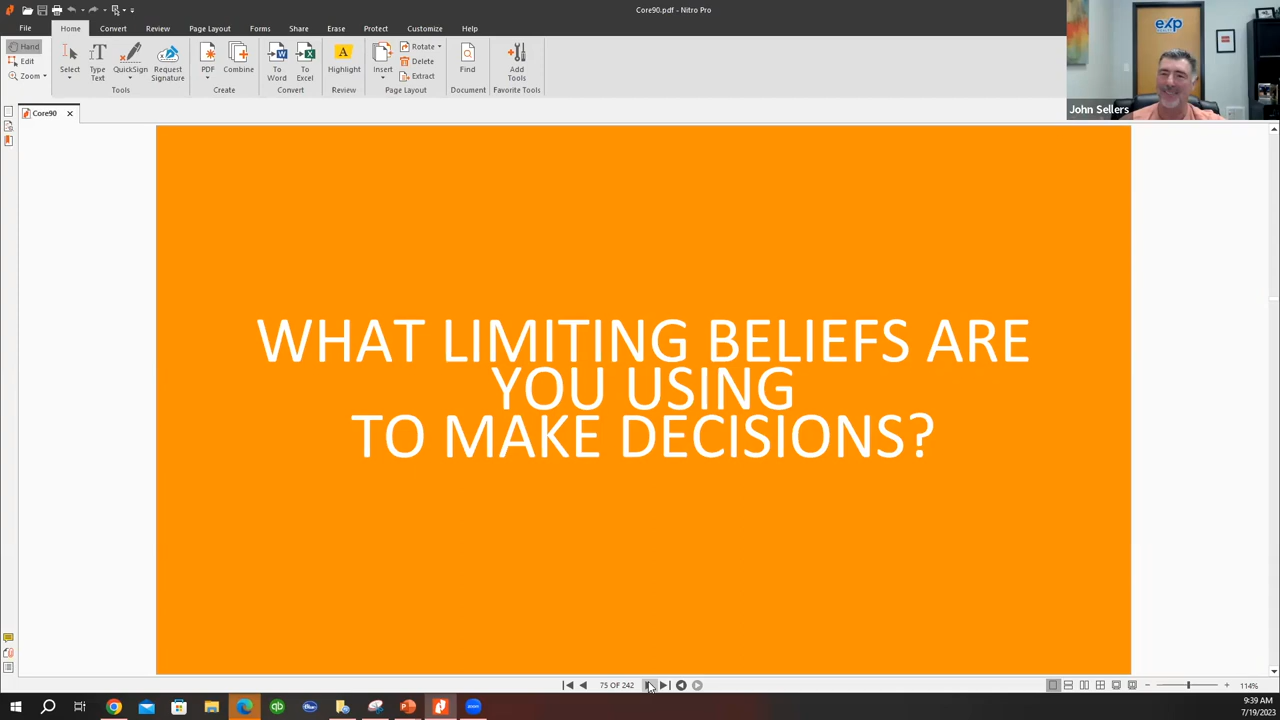 Core90.pdf - Nitro Pro
File
Home
Convert
Review
Page Layout
Forms
Share
Erase
Protect
Customize
Help
Hand
Edit
Zoom
Select
Type
Text
QuickSign
Request
Signature
Tools
PDF
Combine
Create
To
Word
To
Excel
Convert
Highlight
Review
Insert
Rotate
Delete
Extract
Page Layout
Find
Document
Add
Tools
Favorite Tools
exp
John Sellers
Core90
WHAT LIMITING BELIEFS ARE
YOU USING
TO MAKE DECISIONS?
75 OF 242
114%
9:39 AM
7/19/2023